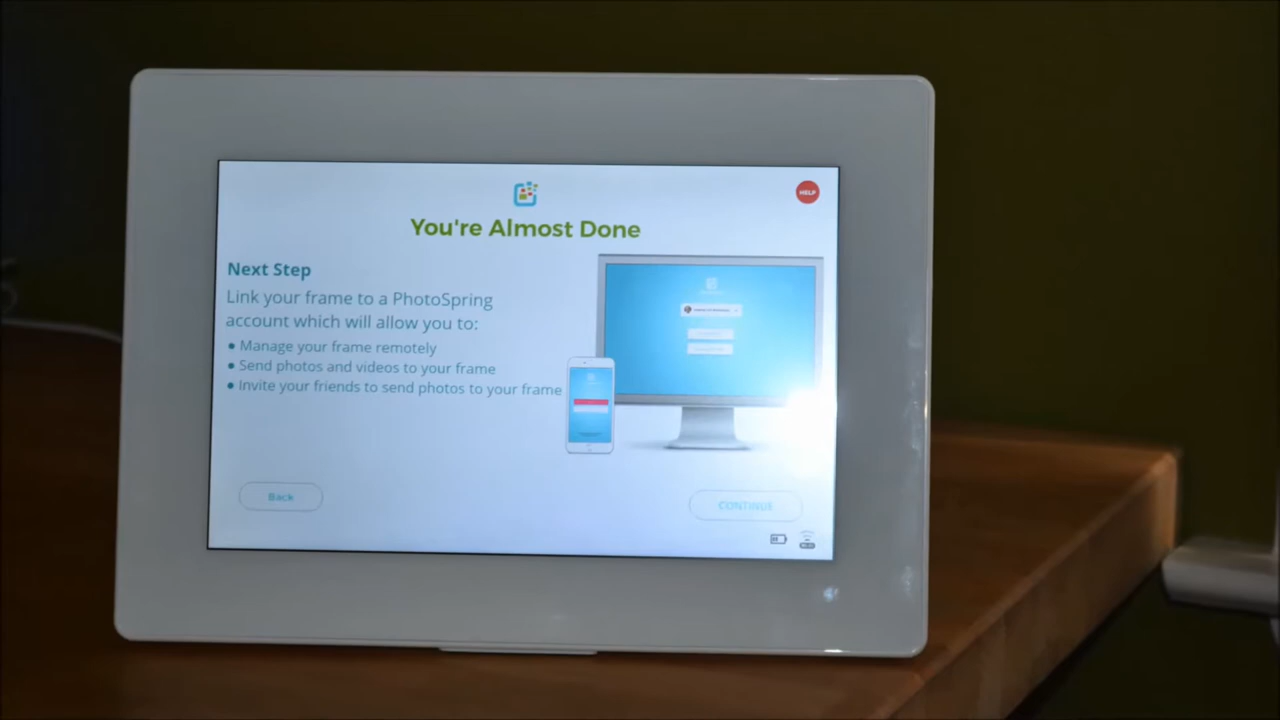 HELP
You're Almost Done
Next Step
Link your frame to a PhotoSpring
account which will allow you to:
• Manage your frame remotely
• Send photos and videos to your frame
• Invite your friends to send photos to your frame
Back
CONTINUE